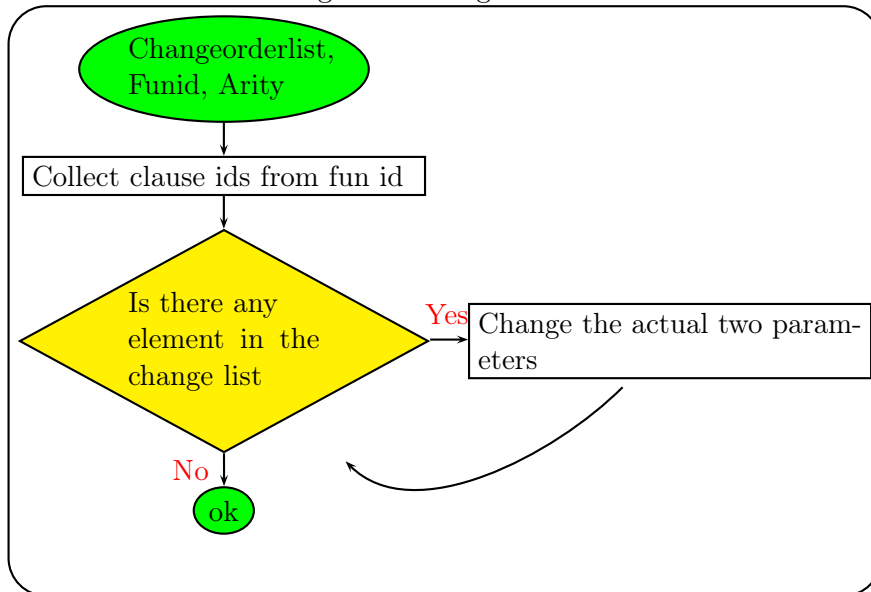 Changeorderlist,
Funid, Arity
Collect clause ids from fun id
Is there any
element in the
change list
Yes
Change the actual two param-
eters
No
ok